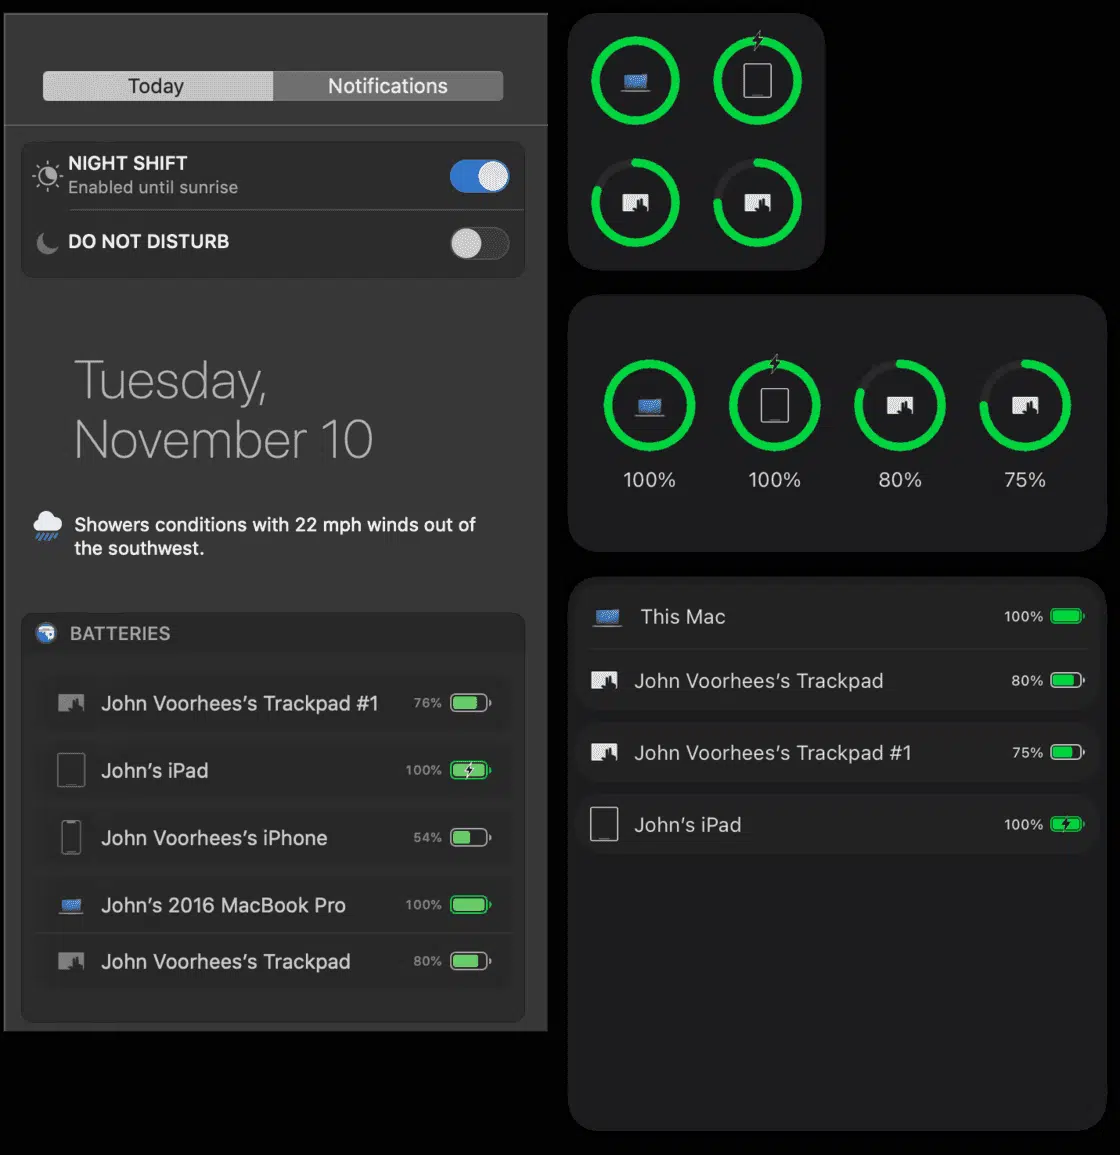 Today
Notifications
NIGHT SHIFT
Enabled until sunrise
DO NOT DISTURB
Tuesday,
November 10
Showers conditions with 22 mph winds out of
the southwest.
BATTERIES
John Voorhees’s Trackpad #1 76%
John’s iPad 100%
John Voorhees’s iPhone 54%
John’s 2016 MacBook Pro 100%
John Voorhees’s Trackpad 80%
100% 100% 80% 75%
This Mac 100%
John Voorhees’s Trackpad 80%
John Voorhees’s Trackpad #1 75%
John’s iPad 100%